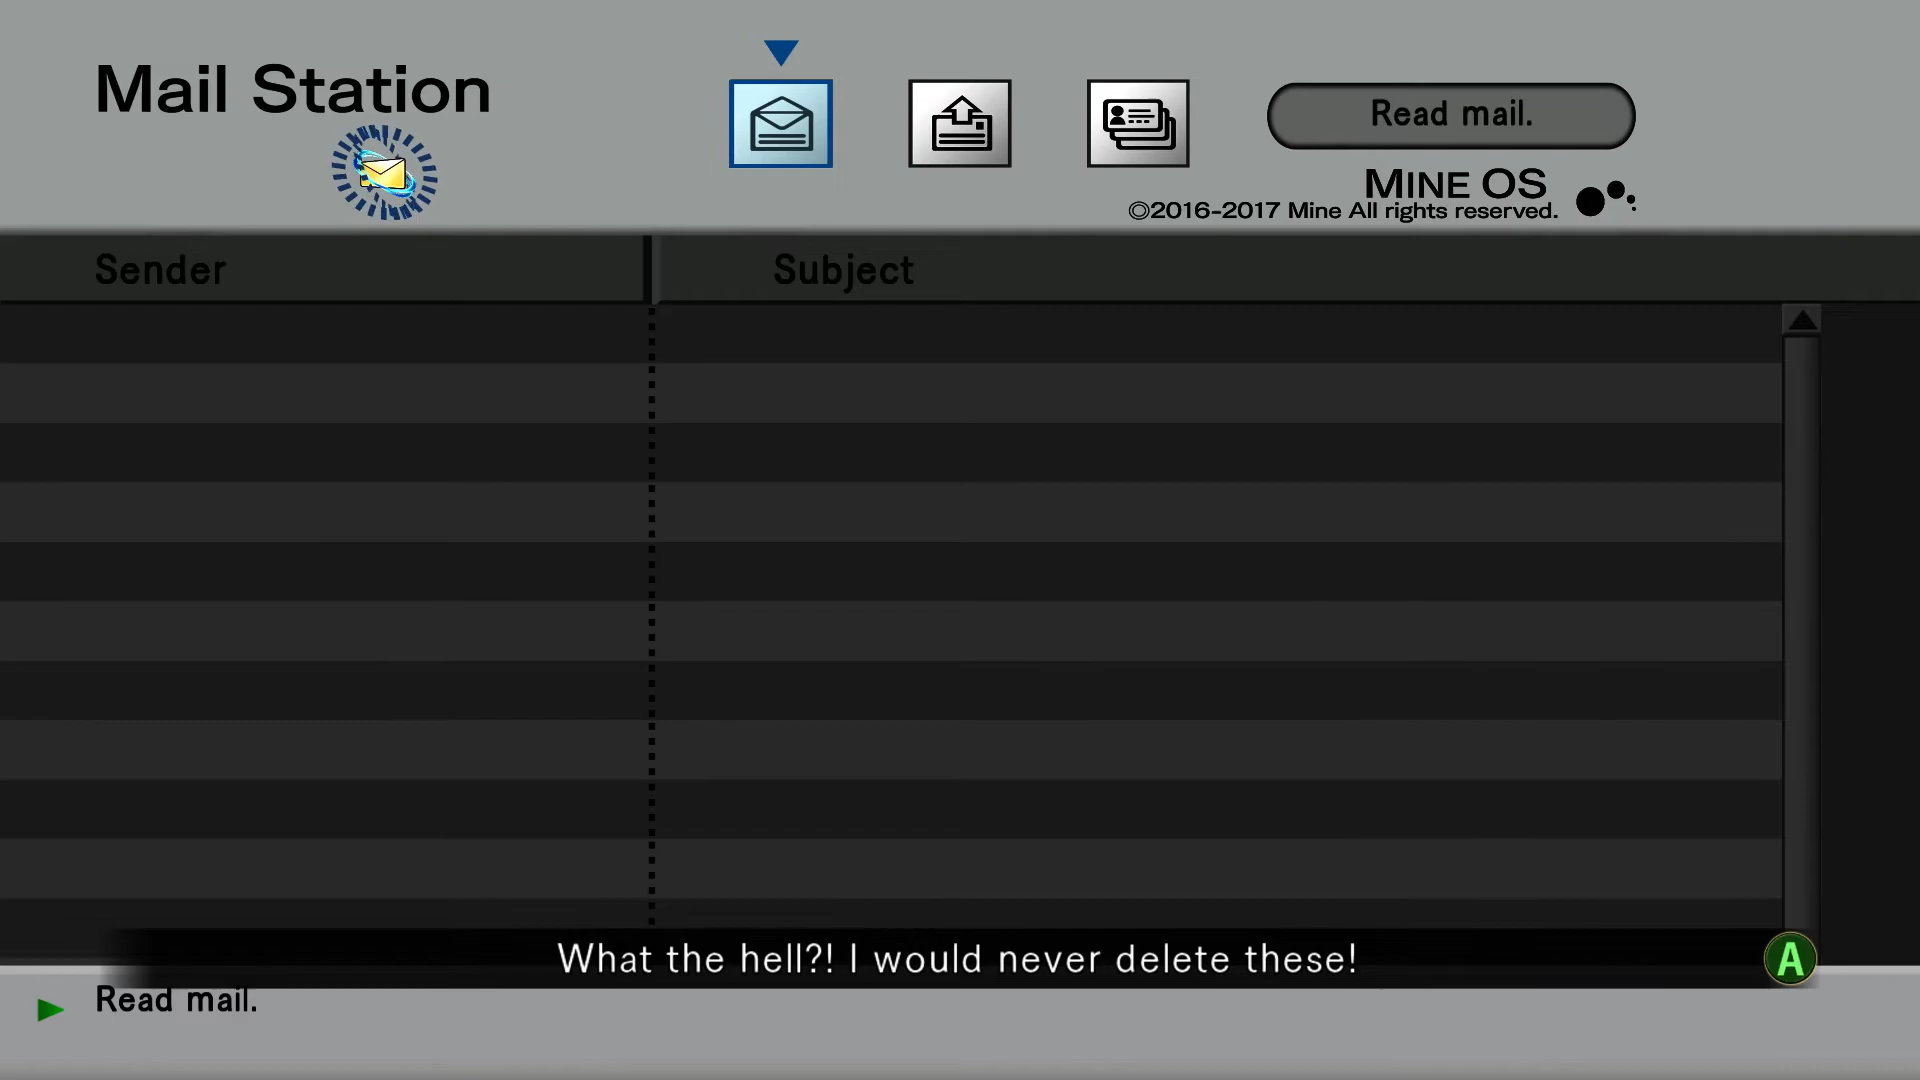 Mail Station
Read mail.
MINE OS
©2016-2017 Mine All rights reserved.
Sender
Subject
What the hell?! I would never delete these!
A
Read mail.